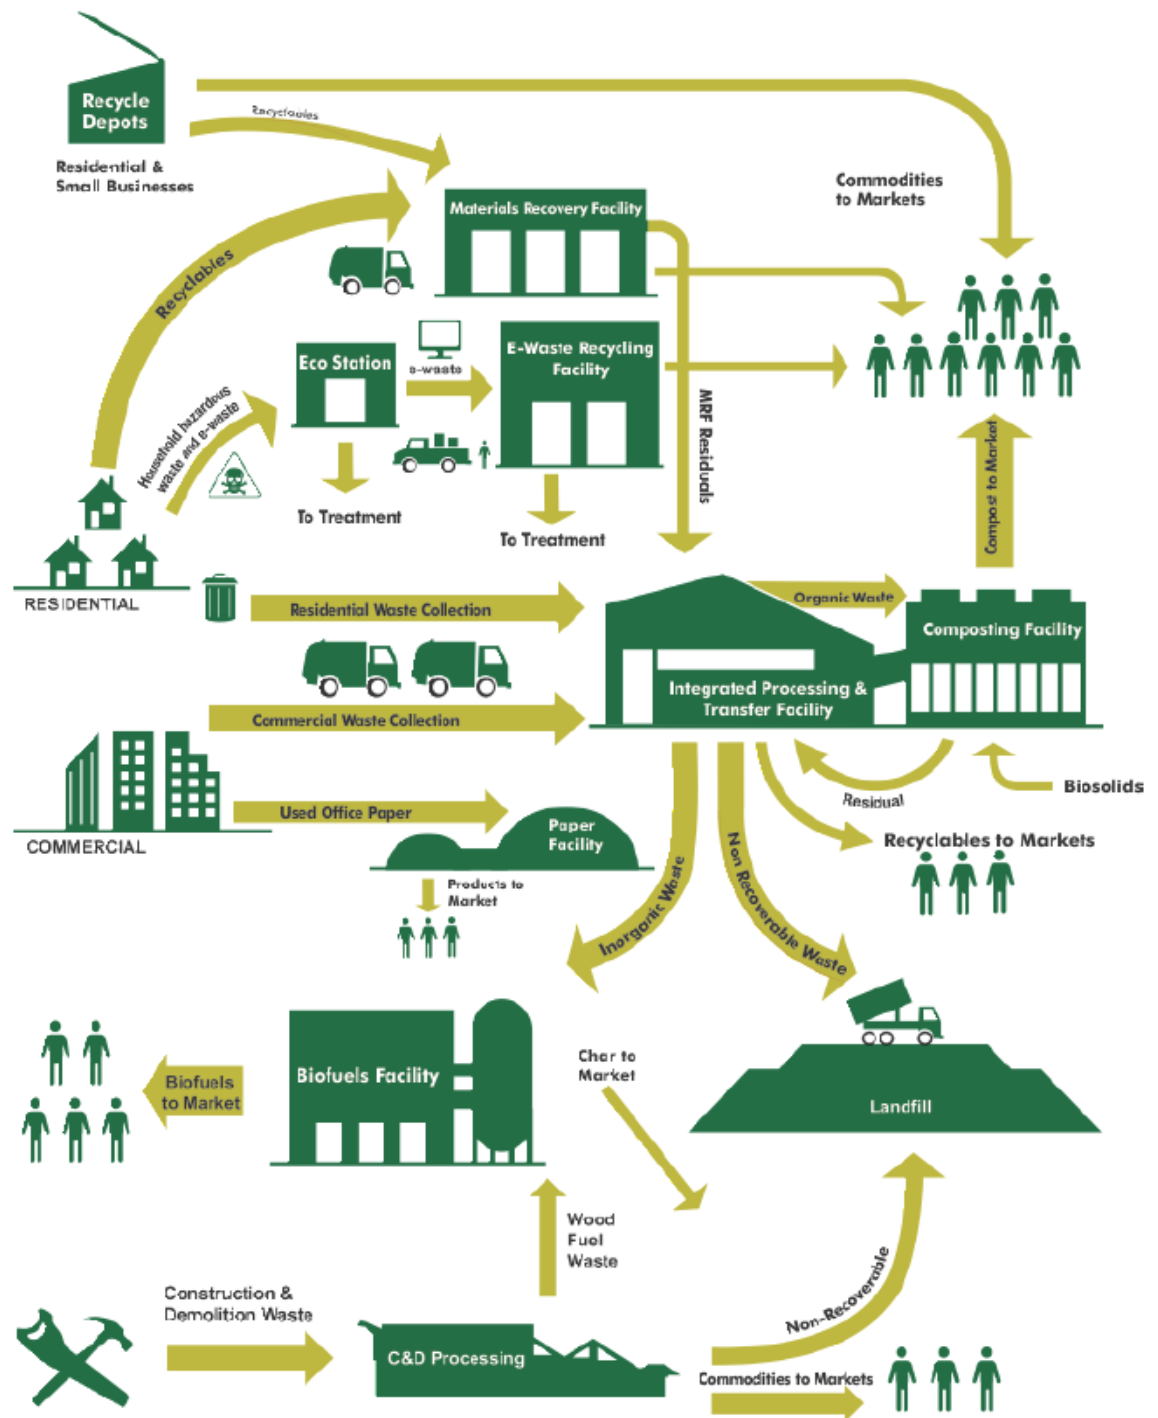 Recycle
Depots
Residential &
Small Businesses
Recyclables
Commodities
to Markets
Materials Recovery Facility
Recyclables
Eco Station
e-waste
E-Waste Recycling
Facility
MRF Residuals
Household hazardous
waste and e-waste
To Treatment
To Treatment
Compost to Market
RESIDENTIAL
Residential Waste Collection
Organic Waste
Composting Facility
Integrated Processing &
Transfer Facility
Commercial Waste Collection
Residual
Biosolids
COMMERCIAL
Used Office Paper
Paper
Facility
Recyclables to Markets
Products to
Market
Inorganic Waste
Non Recoverable Waste
Biofuels
to Market
Biofuels Facility
Char to
Market
Landfill
Wood
Fuel
Waste
Construction &
Demolition Waste
C&D Processing
Non-Recoverable
Commodities to Markets